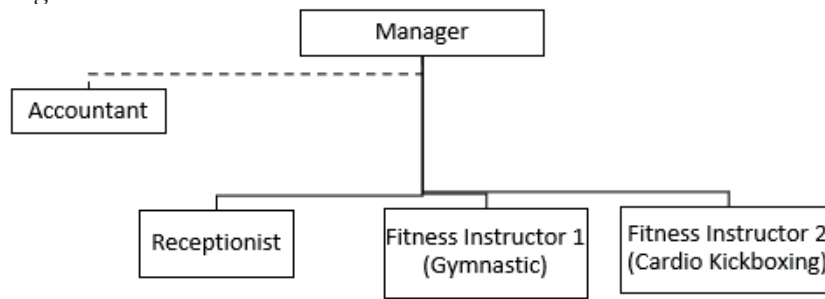 Manager
Accountant
Receptionist
Fitness Instructor 1
(Gymnastic)
Fitness Instructor 2
(Cardio Kickboxing)